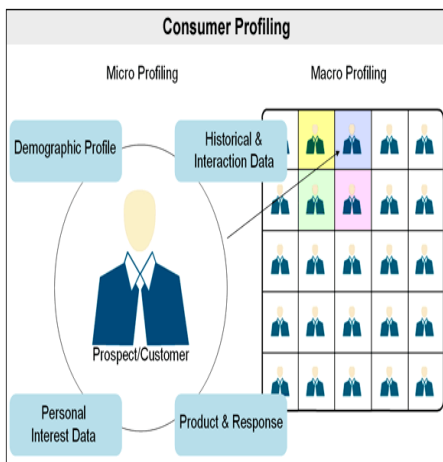 Consumer Profiling
Micro Profiling
Macro Profiling
Demographic Profile
Historical &
Interaction Data
Prospect/Customer
Personal
Interest Data
Product & Response